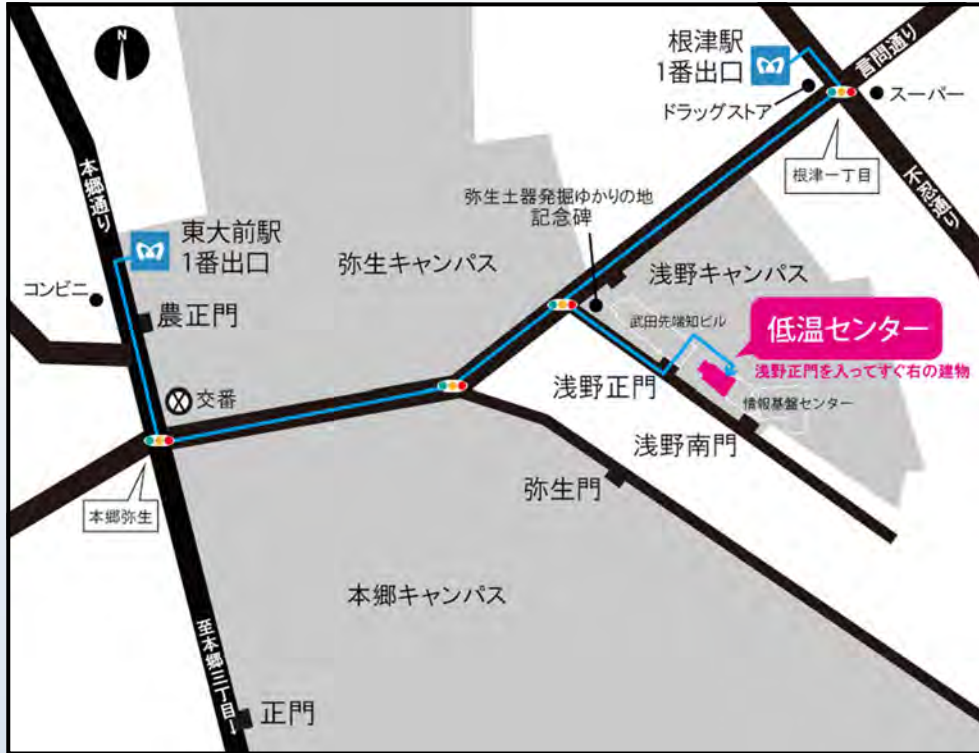 N
根津駅
1番出口
言問通り
ドラッグストア
スーパー
根津一丁目
不忍通り
本郷通り
弥生土器発掘ゆかりの地
記念碑
東大前駅
1番出口
弥生キャンパス
浅野キャンパス
コンビニ
農正門
武田先端知ビル
低温センター
浅野正門を入ってすぐ右の建物
浅野正門
情報基盤センター
交番
浅野南門
弥生門
本郷弥生
本郷キャンパス
至本郷三丁目→
正門